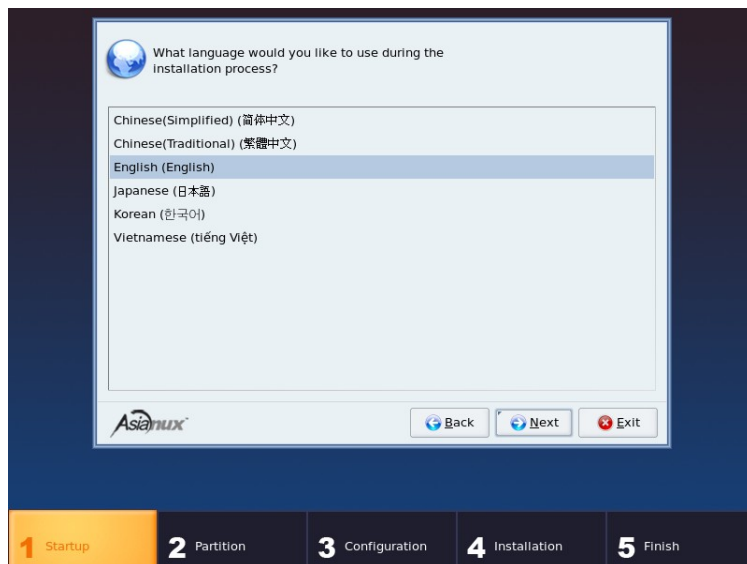 What language would you like to use during the
installation process?
Chinese(Simplified) (简体中文)
Chinese(Traditional) (繁體中文)
English (English)
Japanese (日本語)
Korean (한국어)
Vietnamese (tiếng Việt)
Asianux™
Back
Next
Exit
1 Startup
2 Partition
3 Configuration
4 Installation
5 Finish